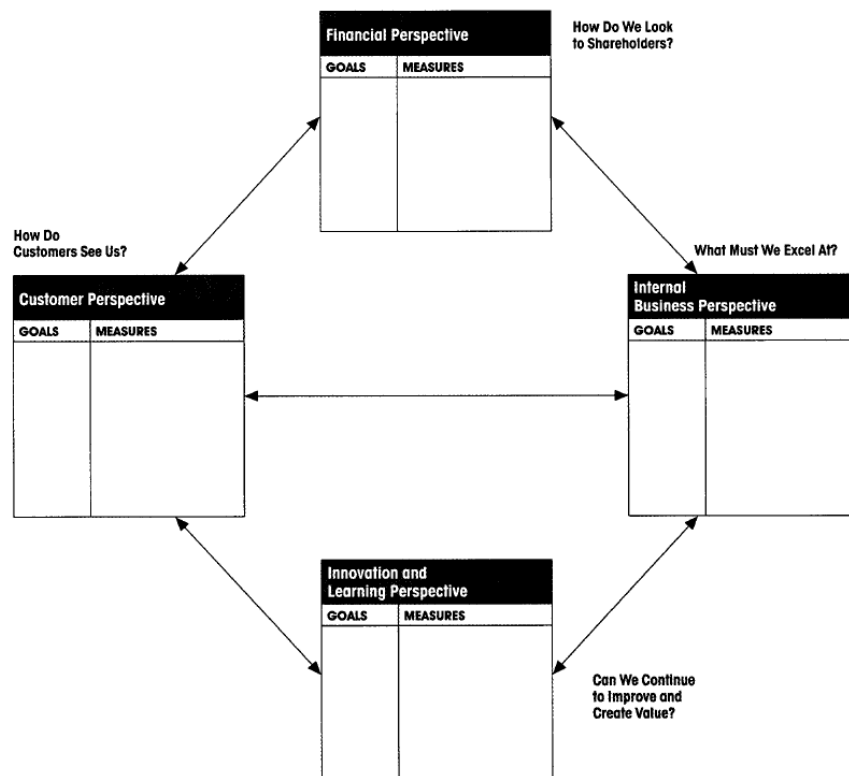 Financial Perspective
GOALS MEASURES
How Do We Look
to Shareholders?
How Do
Customers See Us?
Customer Perspective
GOALS MEASURES
What Must We Excel At?
Internal
Business Perspective
GOALS MEASURES
Innovation and
Learning Perspective
GOALS MEASURES
Can We Continue
to Improve and
Create Value?